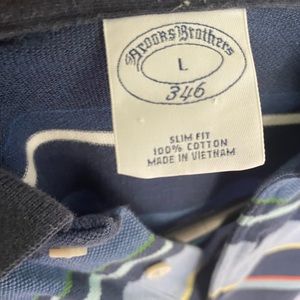 Brooks Brothers
L
346
SLIM FIT
100% COTTON
MADE IN VIETNAM